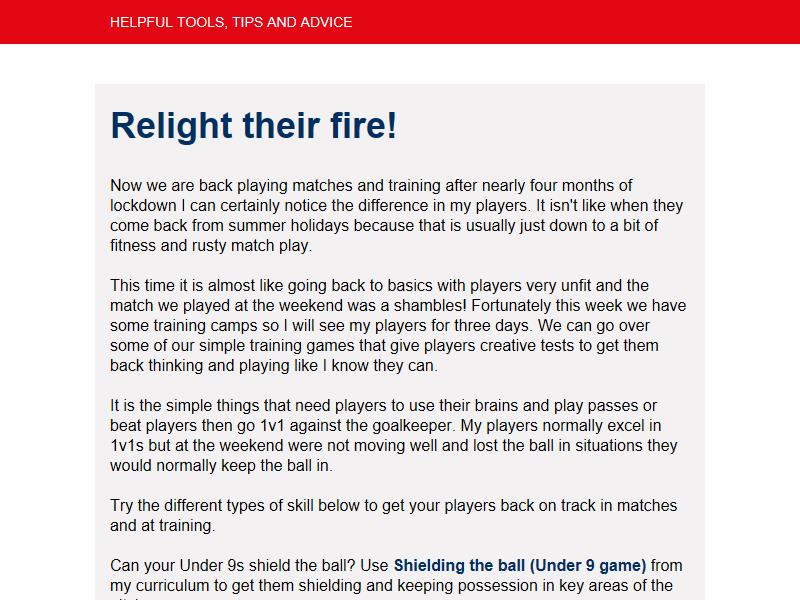 HELPFUL TOOLS, TIPS AND ADVICE
Relight their fire!
Now we are back playing matches and training after nearly four months of
lockdown I can certainly notice the difference in my players. It isn't like when they
come back from summer holidays because that is usually just down to a bit of
fitness and rusty match play.
This time it is almost like going back to basics with players very unfit and the
match we played at the weekend was a shambles! Fortunately this week we have
some training camps so I will see my players for three days. We can go over
some of our simple training games that give players creative tests to get them
back thinking and playing like I know they can.
It is the simple things that need players to use their brains and play passes or
beat players then go 1v1 against the goalkeeper. My players normally excel in
1v1s but at the weekend were not moving well and lost the ball in situations they
would normally keep the ball in.
Try the different types of skill below to get your players back on track in matches
and at training.
Can your Under 9s shield the ball? Use Shielding the ball (Under 9 game) from
my curriculum to get them shielding and keeping possession in key areas of the